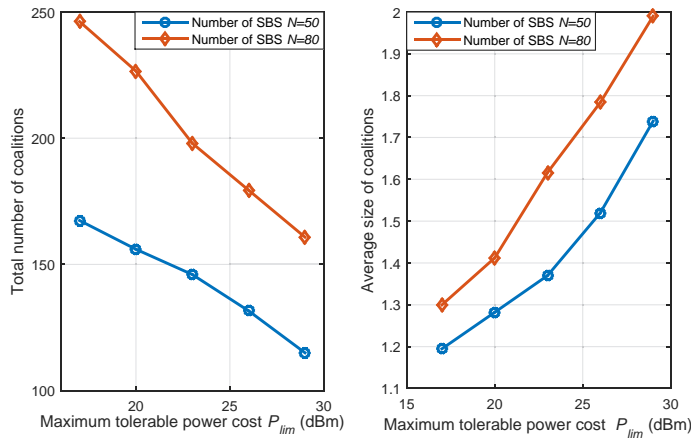 Number of SBS N=50
Number of SBS N=80
250
200
150
100
20
25
30
Total number of coalitions
Maximum tolerable power cost P_lim (dBm)
Number of SBS N=50
Number of SBS N=80
2
1.9
1.8
1.7
1.6
1.5
1.4
1.3
1.2
1.1
15
20
25
30
Average size of coalitions
Maximum tolerable power cost P_lim (dBm)